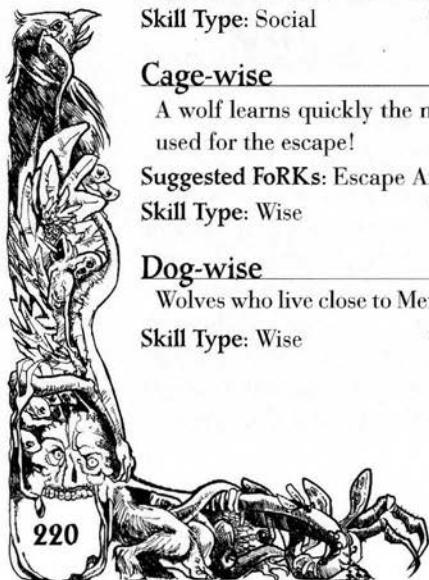 Skill Type: Social
Cage-wise
A wolf learns quickly the
used for the escape!
Suggested FoRKs: Escape
Skill Type: Wise
Dog-wise
Wolves who live close to
Skill Type: Wise
220